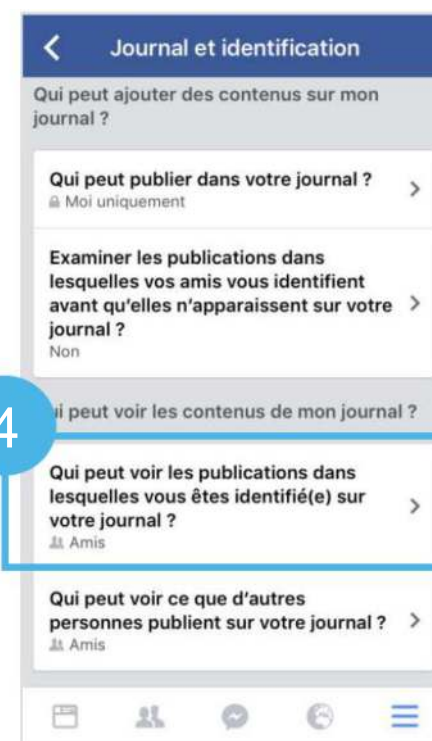 Journal et identification
Qui peut ajouter des contenus sur mon
journal ?
Qui peut publier dans votre journal ?
Moi uniquement
Examiner les publications dans
lesquelles vos amis vous identifient
avant qu'elles n'apparaissent sur votre
journal ?
Non
4
ui peut voir les contenus de mon journal ?
Qui peut voir les publications dans
lesquelles vous êtes identifié(e) sur
votre journal ?
Amis
Qui peut voir ce que d'autres
personnes publient sur votre journal ?
Amis